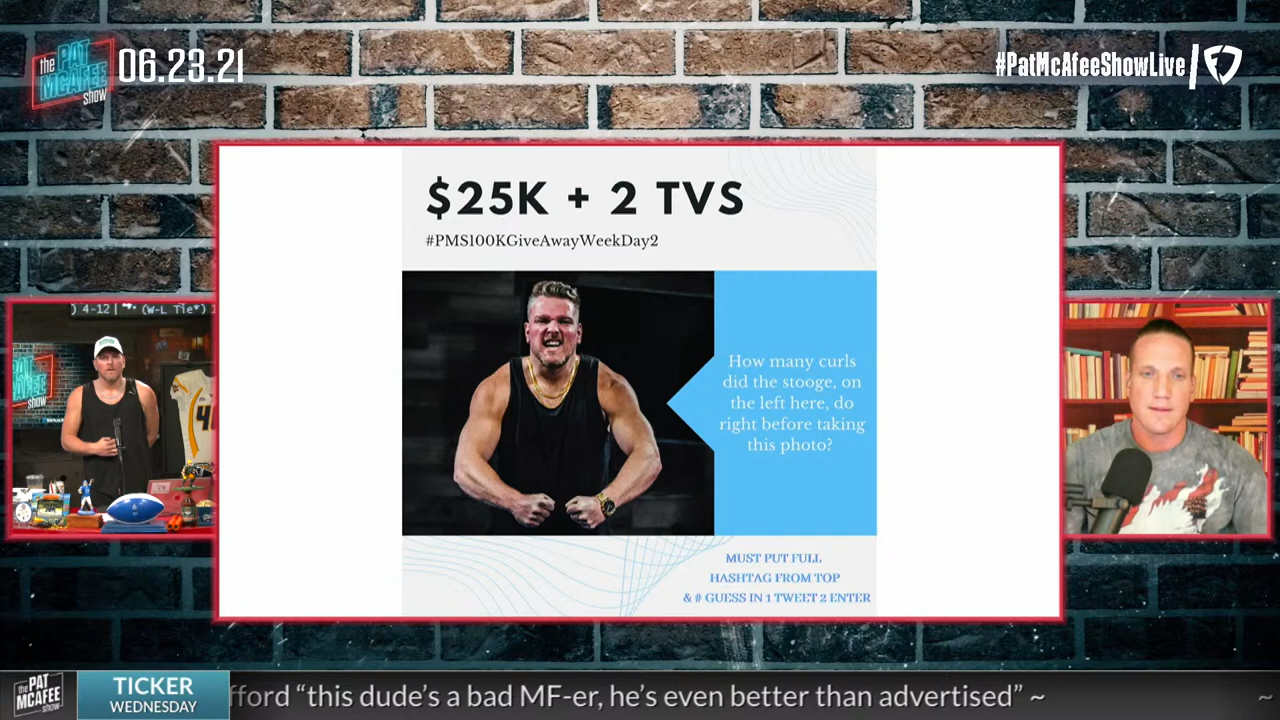 the PAT MCAFEE show
06.23.21
#PatMcAfeeShowLive
$25K + 2 TVS
#PMS100KGiveAwayWeekDay2
) 4-12 | (W-L Tie*)
How many curls
did the stooge, on
the left here, do
right before taking
this photo?
MUST PUT FULL
HASHTAG FROM TOP
& # GUESS IN 1 TWEET 2 ENTER
the PAT MCAFEE show
TICKER
WEDNESDAY
fford “this dude’s a bad MF-er, he’s even better than advertised” ~
~